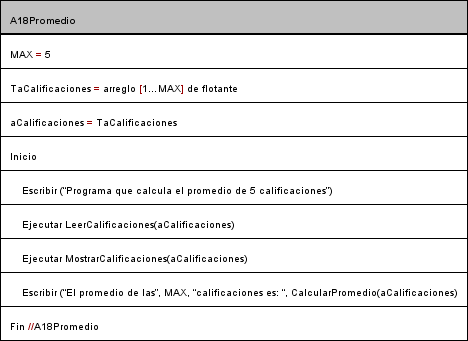 A18Promedio
MAX = 5
TaCalificaciones = arreglo [1...MAX] de flotante
aCalificaciones = TaCalificaciones
Inicio
Escribir ("Programa que calcula el promedio de 5 calificaciones")
Ejecutar LeerCalificaciones(aCalificaciones)
Ejecutar MostrarCalificaciones(aCalificaciones)
Escribir ("El promedio de las", MAX, "calificaciones es: ", CalcularPromedio(aCalificaciones)
Fin //A18Promedio